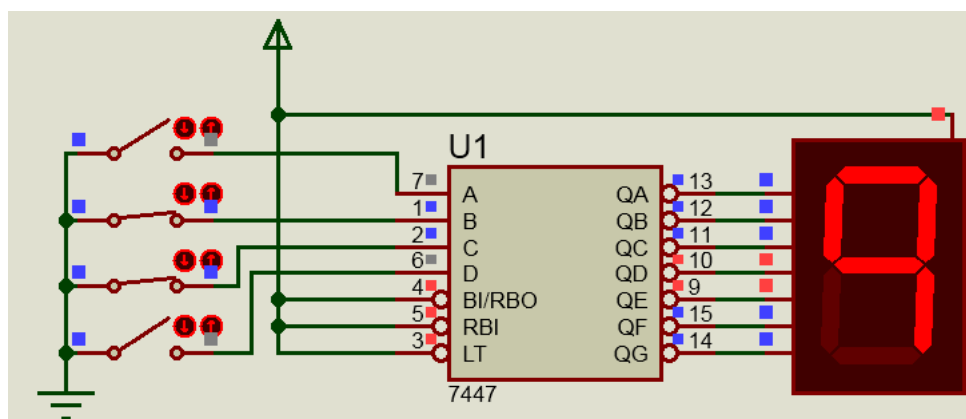 U1
7 A QA 13
1 B QB 12
2 C QC 11
6 D QD 10
4 BI/RBO QE 9
5 RBI QF 15
3 LT QG 14
7447